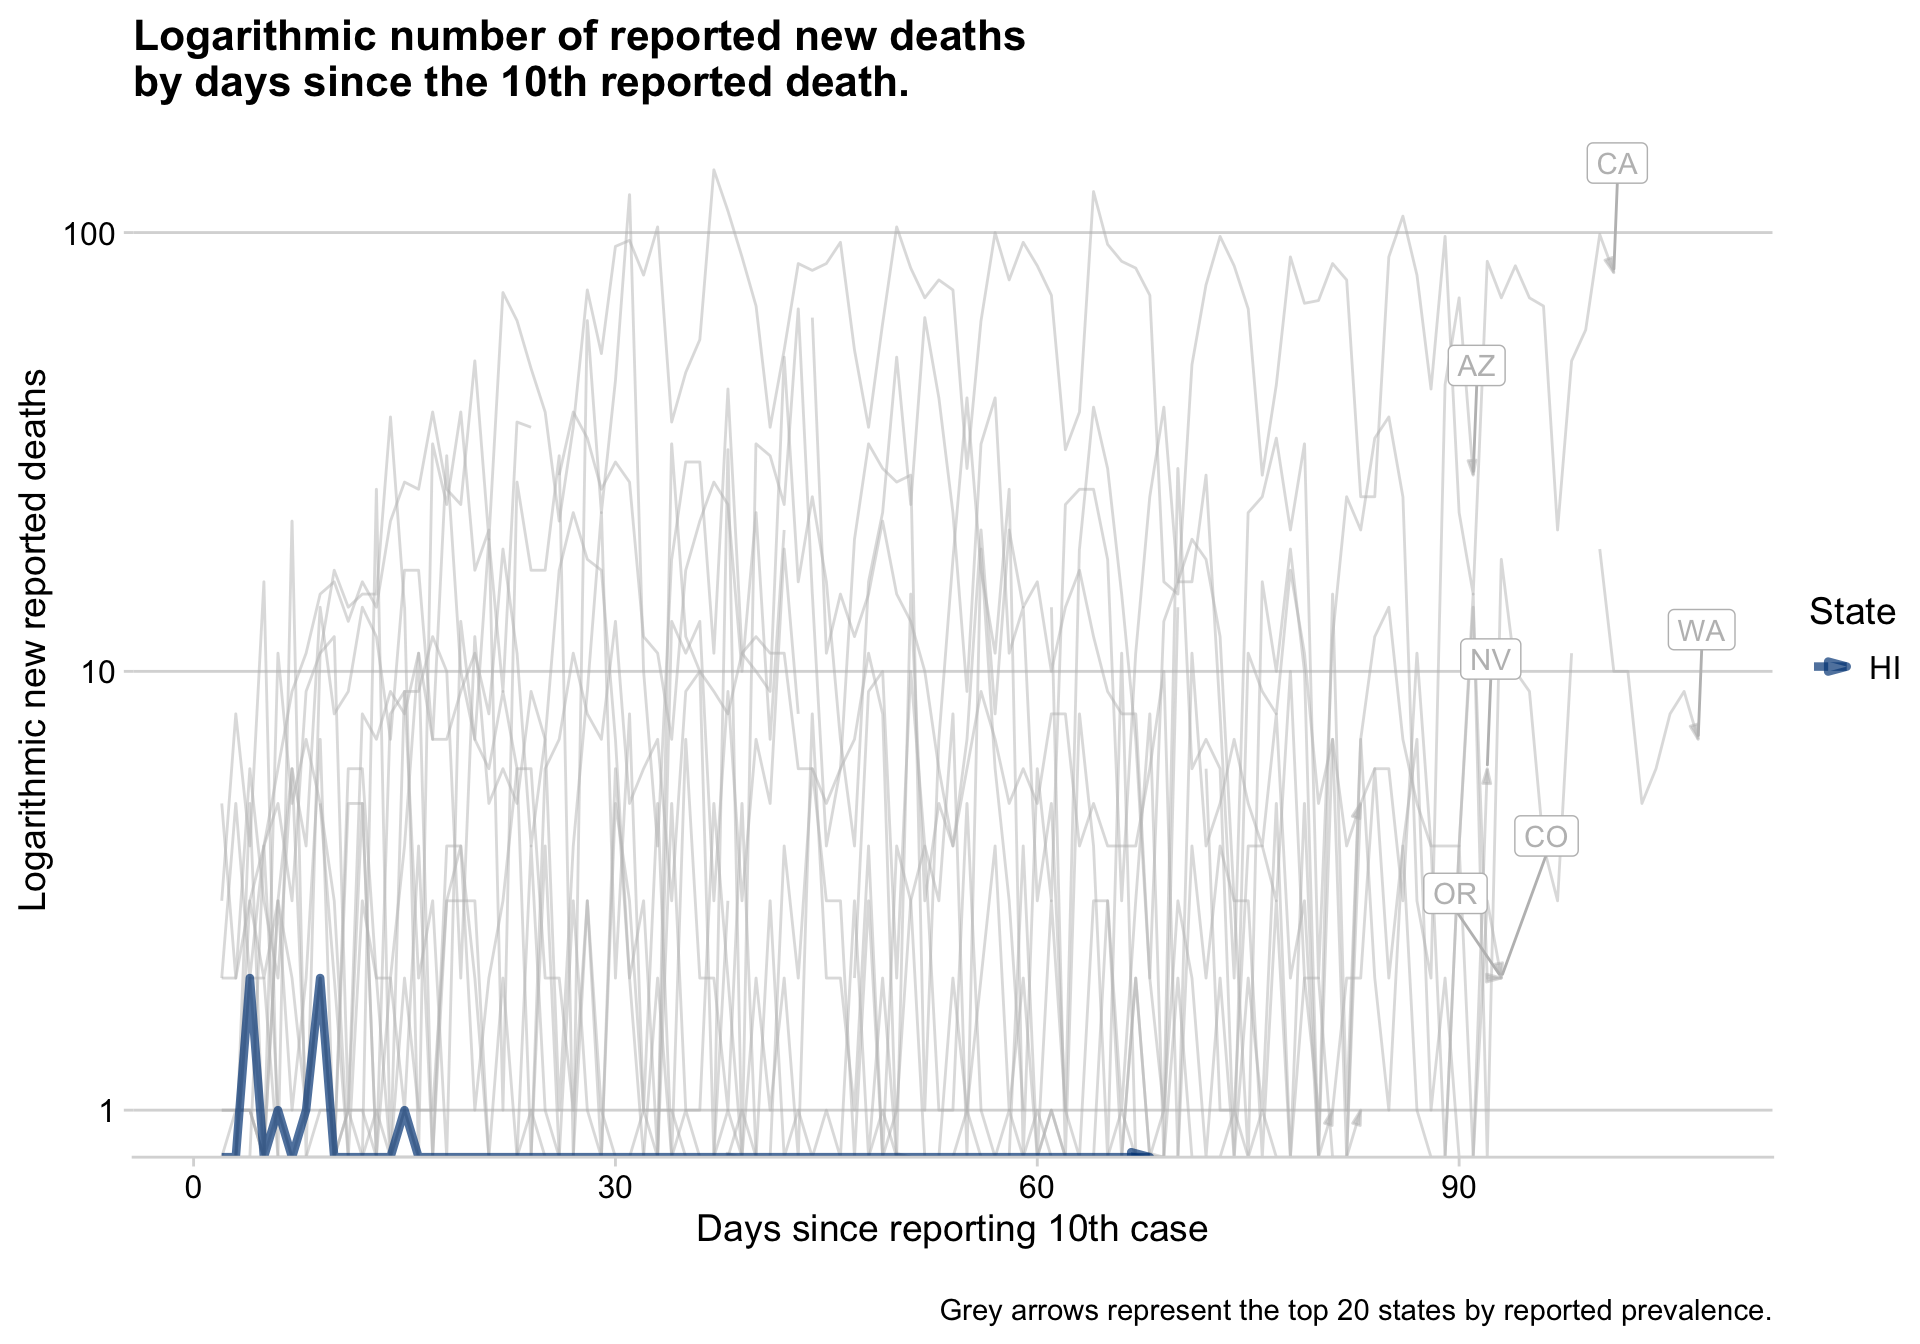 Logarithmic number of reported new deaths
by days since the 10th reported death.
Logarithmic new reported deaths
100
10
1
CA
AZ
WA
NV
CO
OR
State
HI
0
30
60
90
Days since reporting 10th case
Grey arrows represent the top 20 states by reported prevalence.